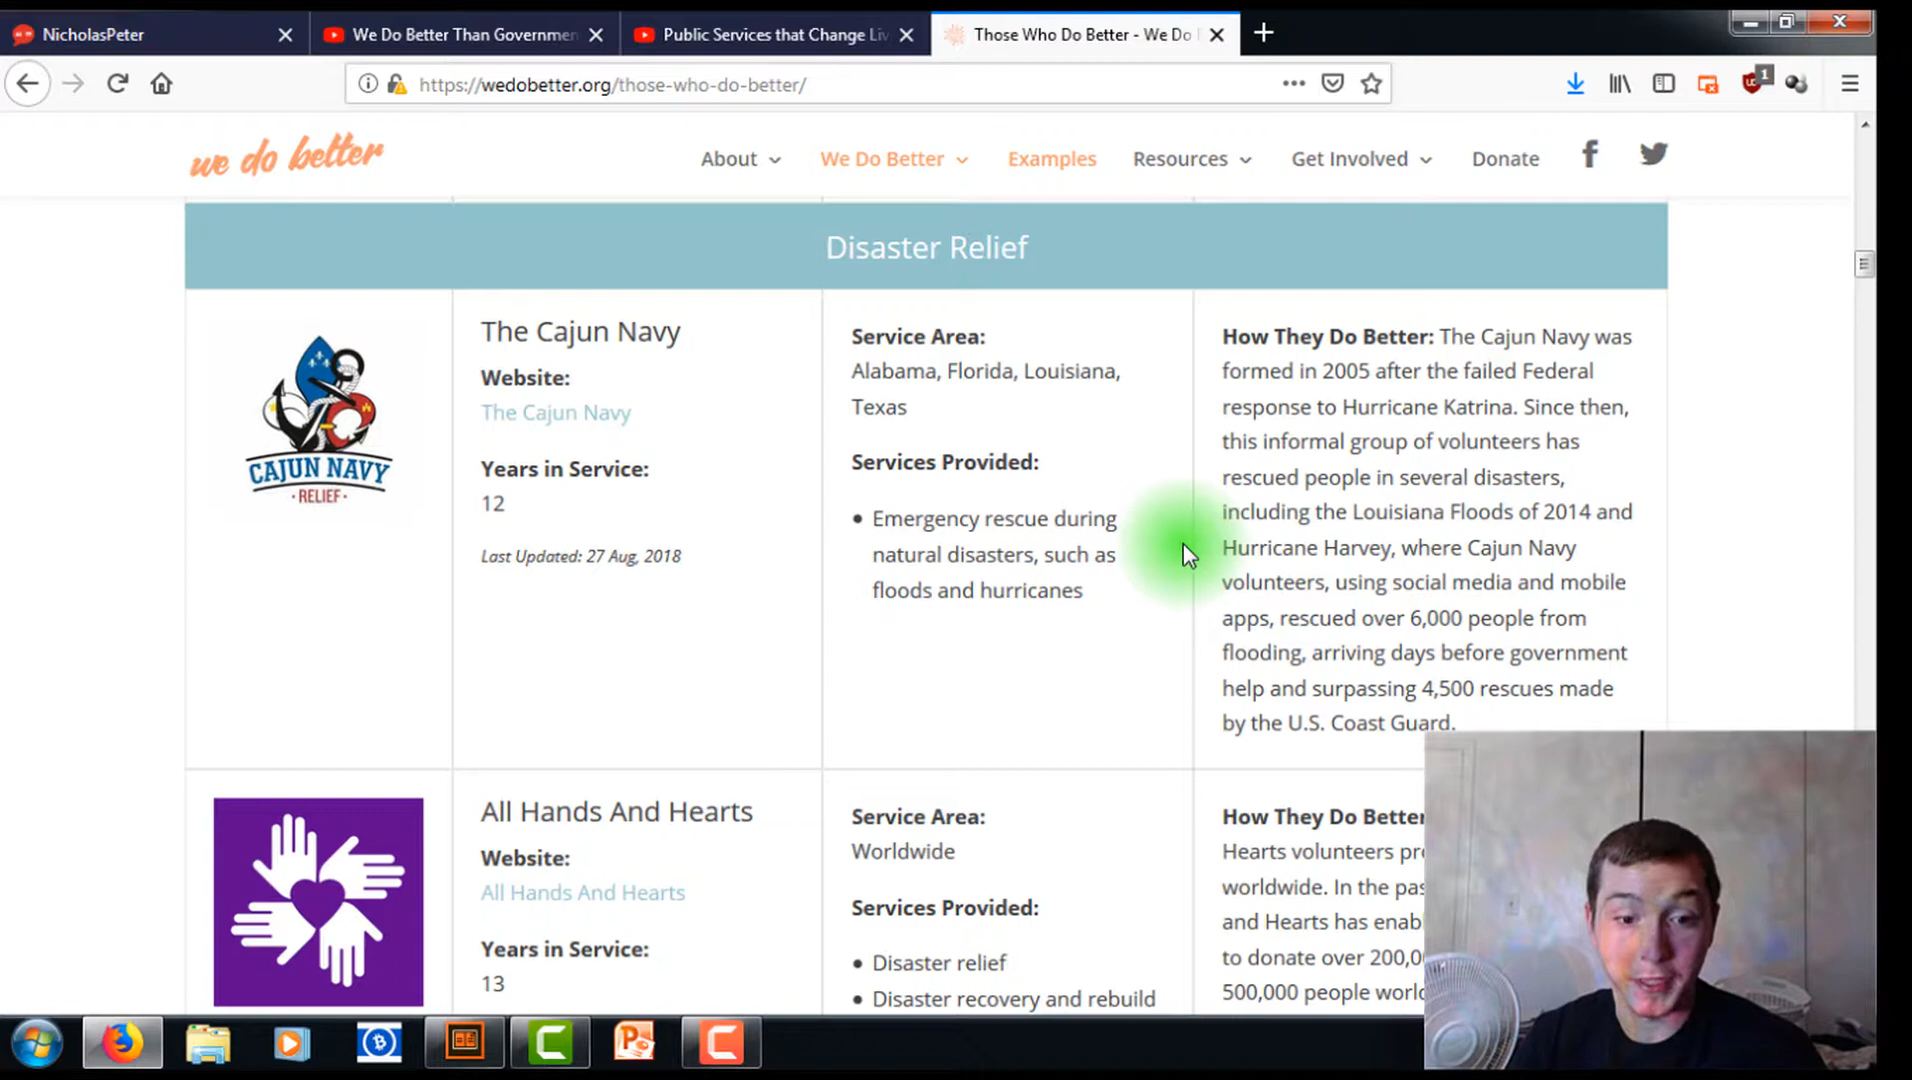 NicholasPeter
We Do Better Than Governmen
Public Services that Change Liv
Those Who Do Better - We Do
https://wedobetter.org/those-who-do-better/
1
we do better
About
We Do Better
Examples
Resources
Get Involved
Donate
Disaster Relief
CAJUN NAVY
RELIEF
The Cajun Navy
Website:
The Cajun Navy
Years in Service:
12
Last Updated: 27 Aug, 2018
Service Area:
Alabama, Florida, Louisiana,
Texas
Services Provided:
Emergency rescue during
natural disasters, such as
floods and hurricanes
How They Do Better: The Cajun Navy was
formed in 2005 after the failed Federal
response to Hurricane Katrina. Since then,
this informal group of volunteers has
rescued people in several disasters,
including the Louisiana Floods of 2014 and
Hurricane Harvey, where Cajun Navy
volunteers, using social media and mobile
apps, rescued over 6,000 people from
flooding, arriving days before government
help and surpassing 4,500 rescues made
by the U.S. Coast Guard.
All Hands And Hearts
Website:
All Hands And Hearts
Years in Service:
13
Service Area:
Worldwide
Services Provided:
Disaster relief
Disaster recovery and rebuild
How They Do Better
Hearts volunteers pr
worldwide. In the pas
and Hearts has enab
to donate over 200,0
500,000 people worl